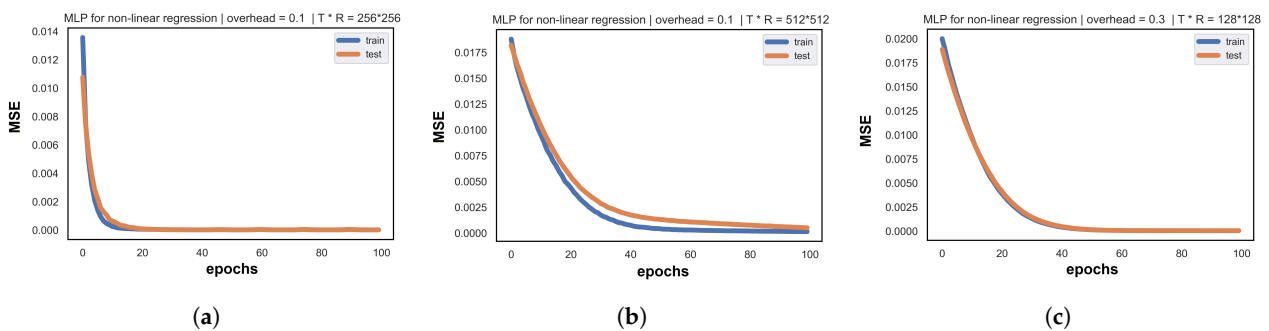 MLP for non-linear regression | overhead = 0.1 | T * R = 256*256
0.014
0.012
0.010
0.008
0.006
0.004
0.002
0.000
MSE
train
test
0 20 40 60 80 100
epochs
(a)
MLP for non-linear regression | overhead = 0.1 | T * R = 512*512
0.0175
0.0150
0.0125
0.0100
0.0075
0.0050
0.0025
0.0000
MSE
train
test
0 20 40 60 80 100
epochs
(b)
MLP for non-linear regression | overhead = 0.3 | T * R = 128*128
0.0200
0.0175
0.0150
0.0125
0.0100
0.0075
0.0050
0.0025
0.0000
MSE
train
test
0 20 40 60 80 100
epochs
(c)